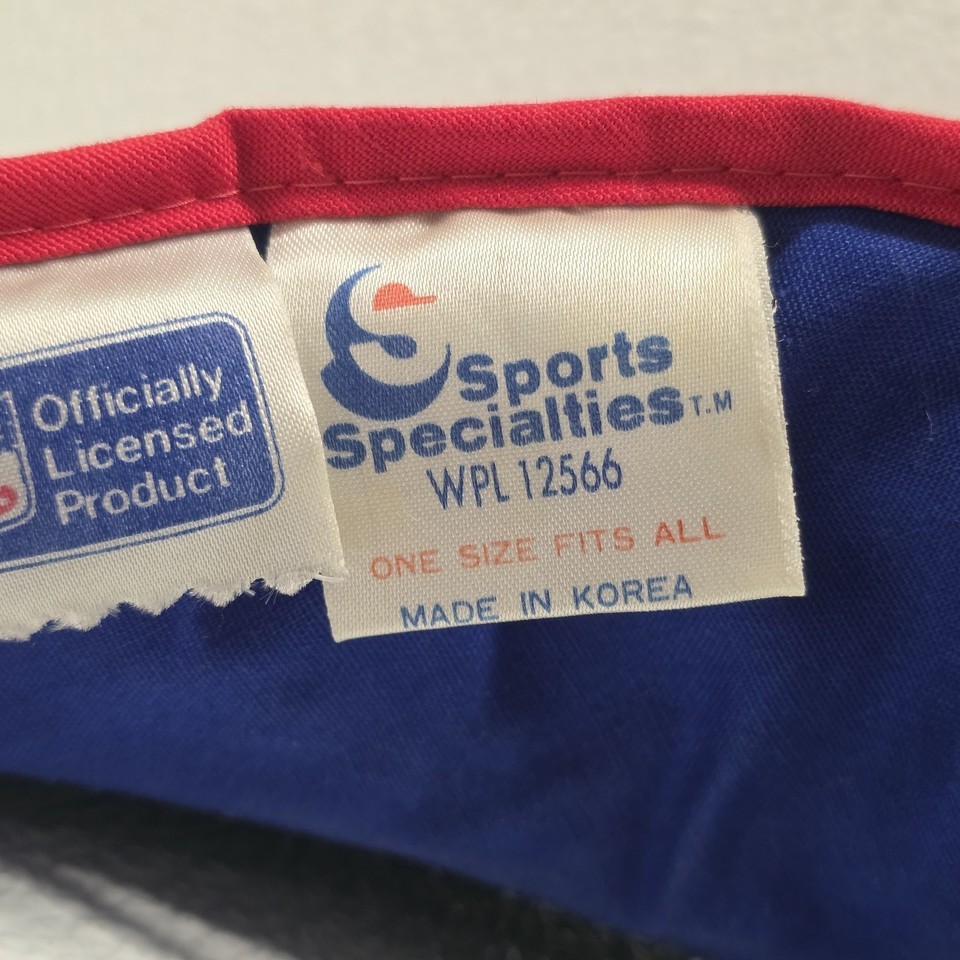 Officially
Licensed
Product
Sports
Specialties T.M
WPL 12566
ONE SIZE FITS ALL
MADE IN KOREA